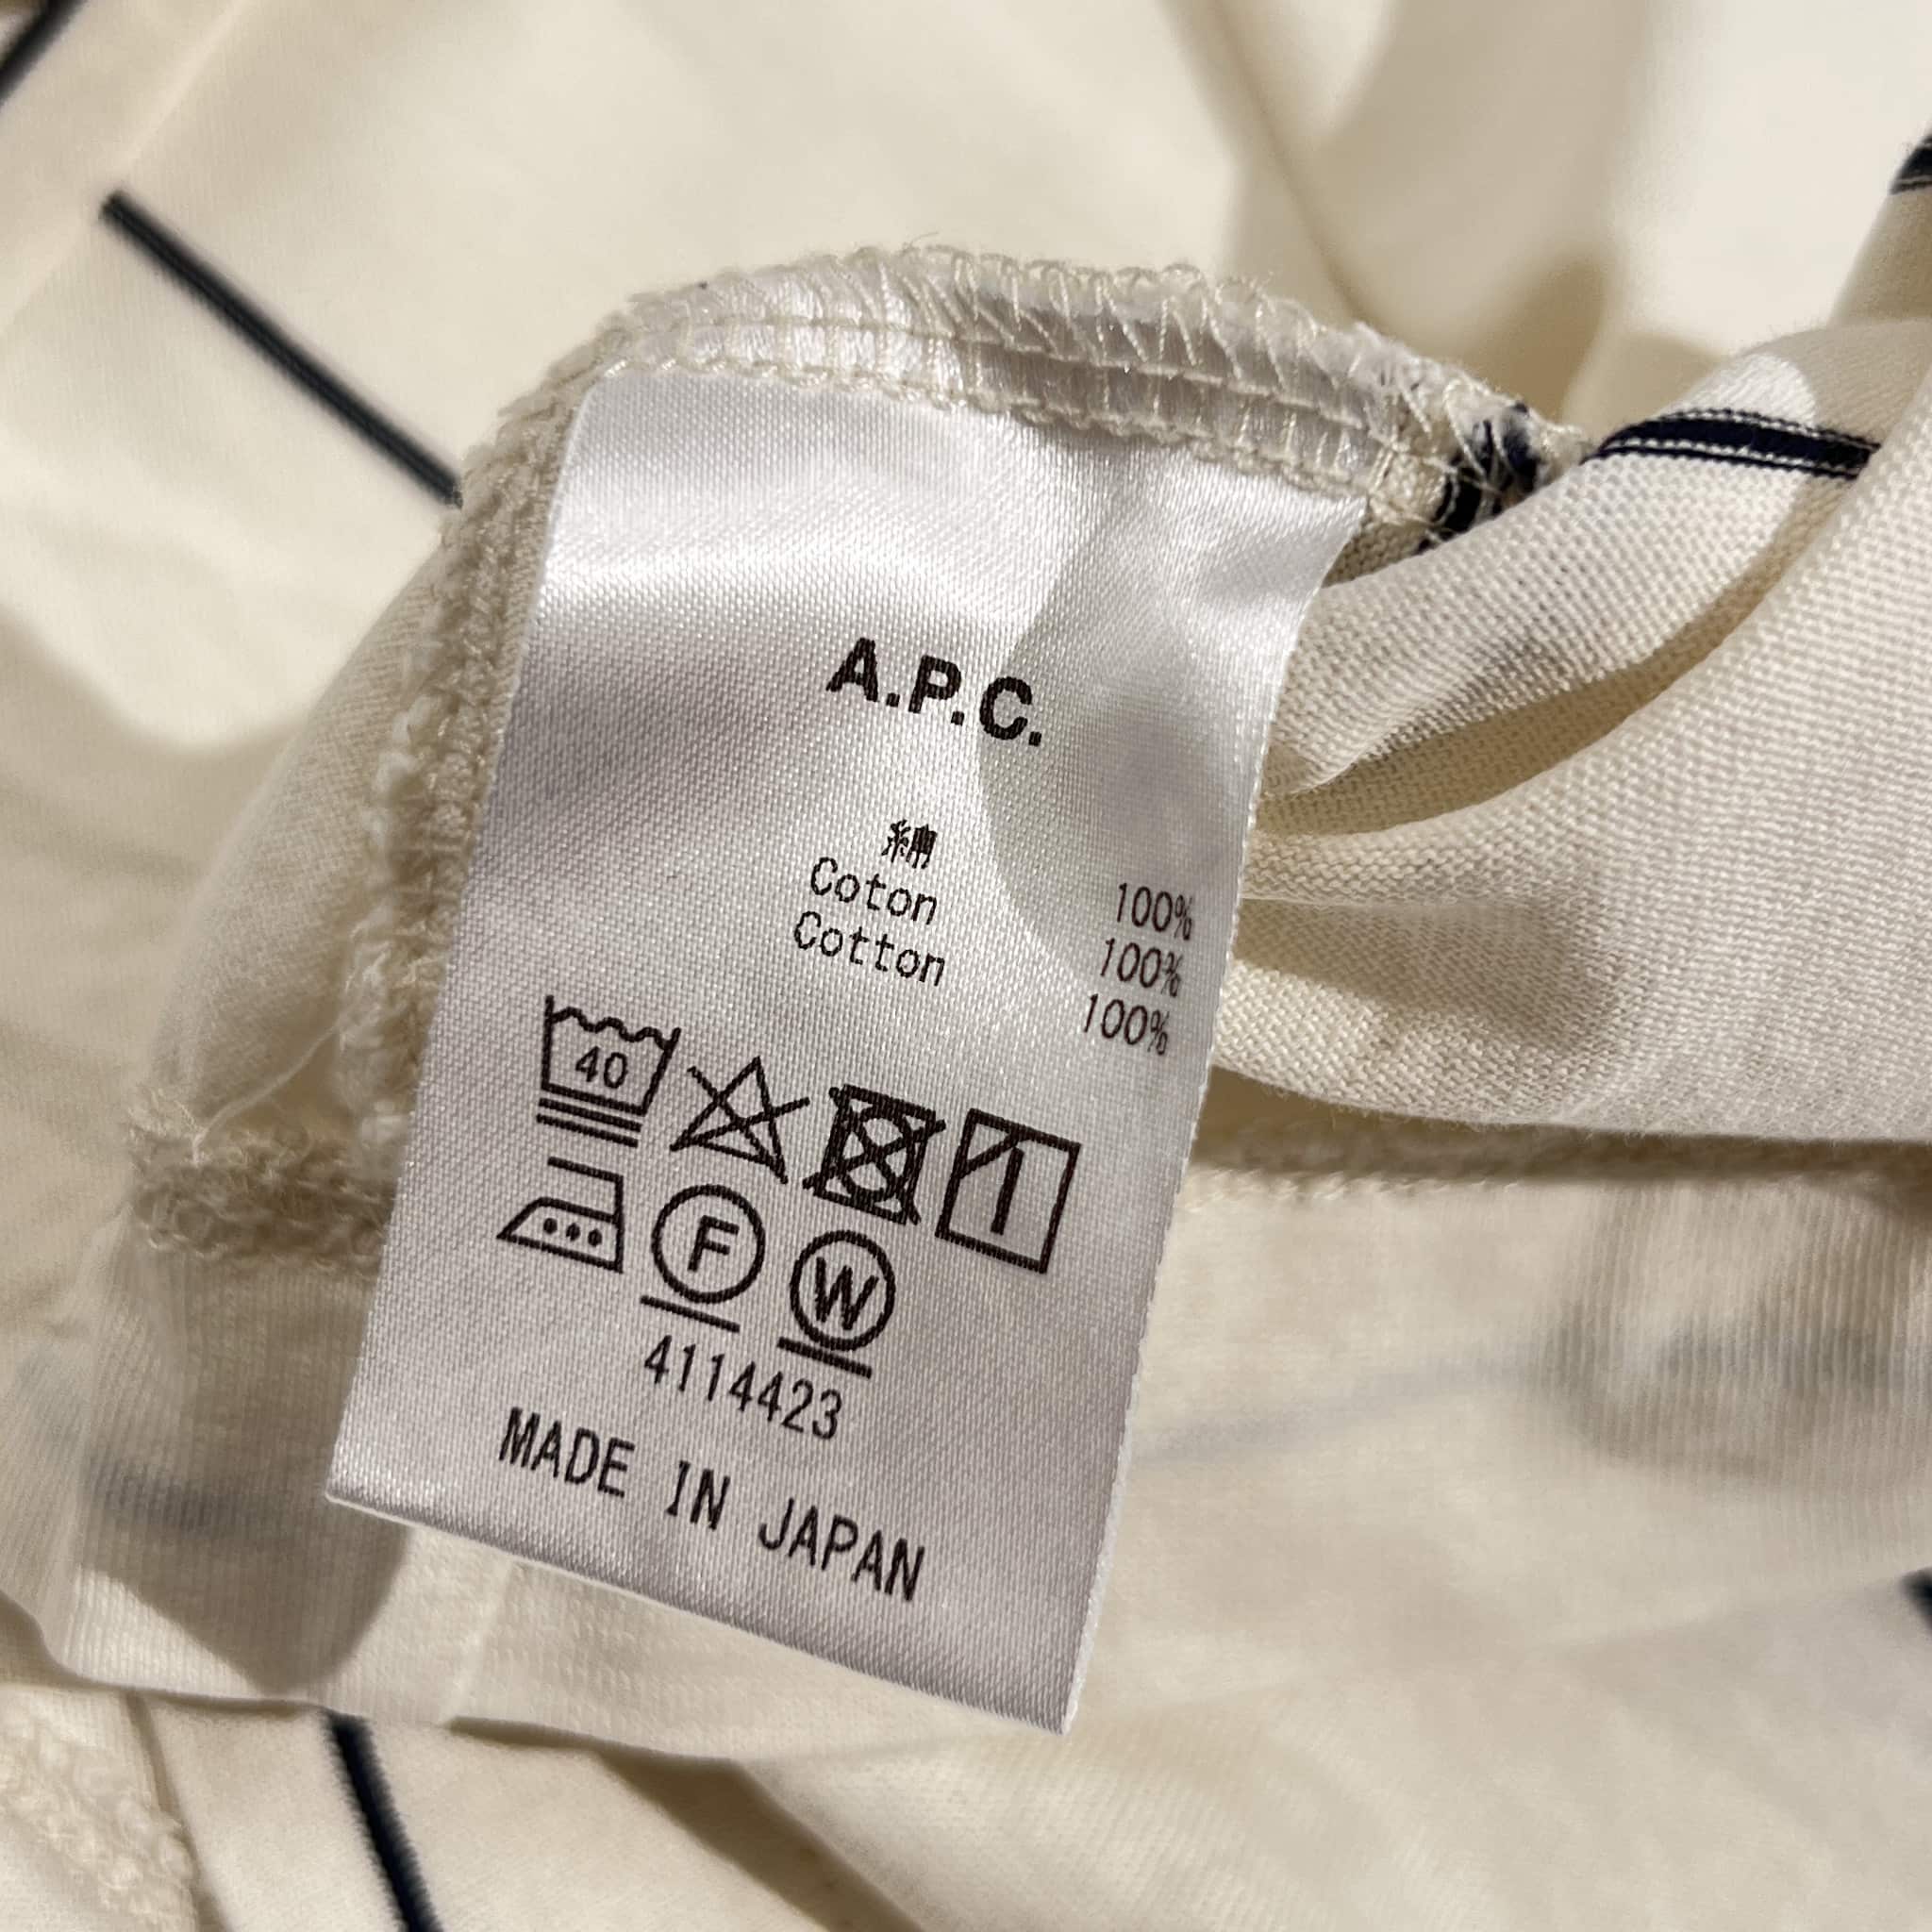 A.P.C.
綿 100%
Coton 100%
Cotton 100%
40
F W
4114423
MADE IN JAPAN